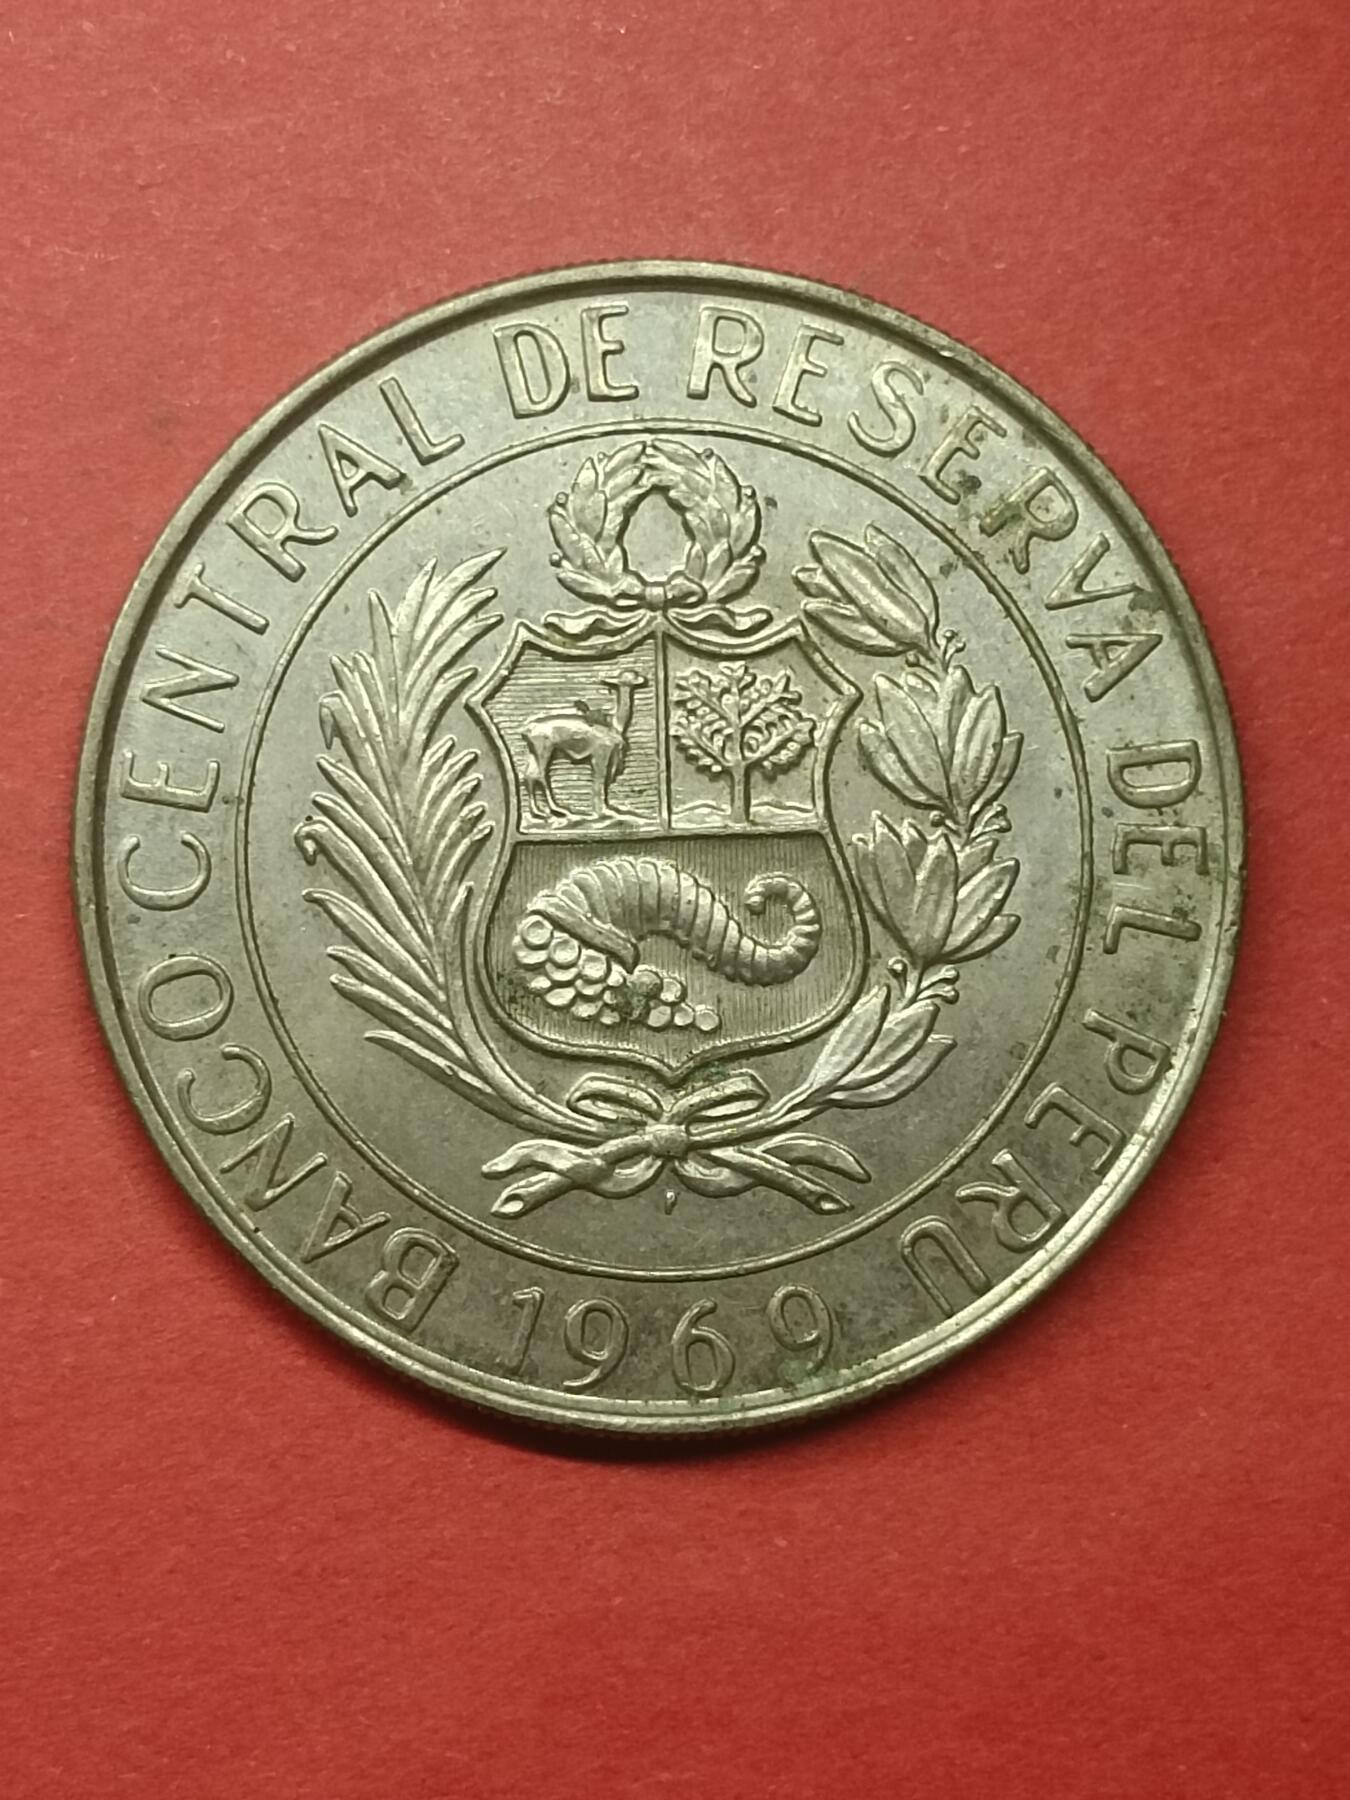 BANCO CENTRAL DE RESERVA DEL PERU
1969